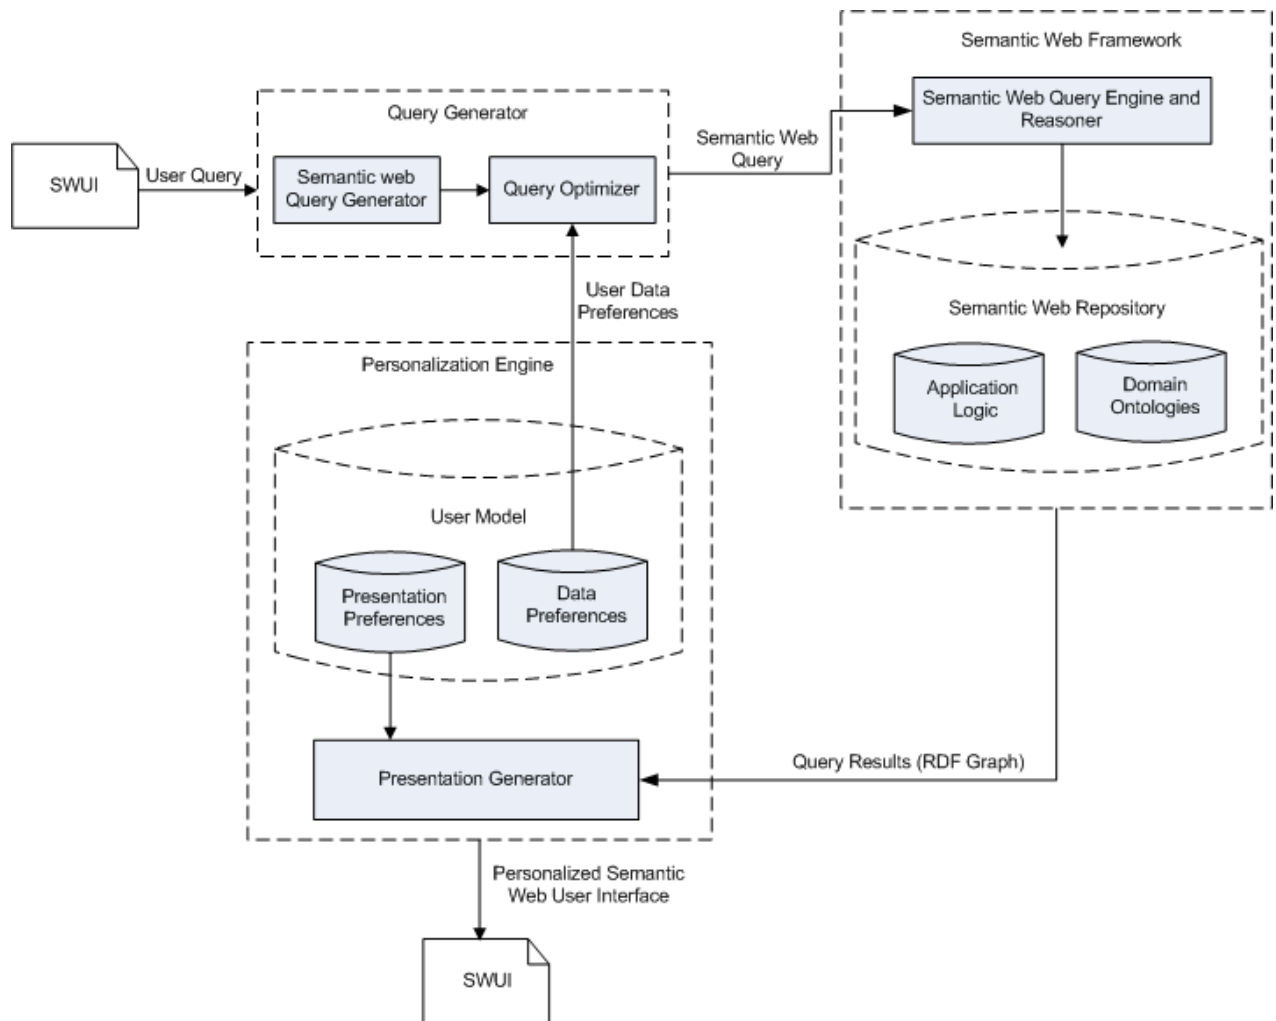 Semantic Web Framework
Semantic Web Query Engine and
Reasoner
Query Generator
Semantic Web
Query
SWUI
User Query
Semantic web
Query Generator
Query Optimizer
User Data
Preferences
Semantic Web Repository
Application
Logic
Domain
Ontologies
Personalization Engine
User Model
Presentation
Preferences
Data
Preferences
Presentation Generator
Query Results (RDF Graph)
Personalized Semantic
Web User Interface
SWUI